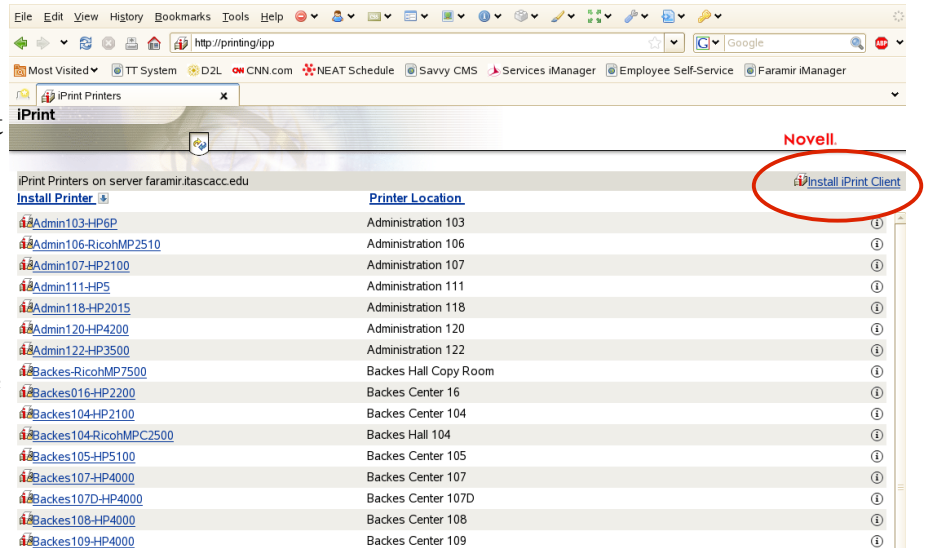 File Edit View History Bookmarks Tools Help
http://printing/ipp
Google
Most Visited TT System D2L CNN.com NEAT Schedule Savvy CMS Services iManager Employee Self-Service Faramir iManager
iPrint Printers
iPrint
Novell.
iPrint Printers on server faramir.itascacc.edu Install iPrint Client
Install Printer Printer Location
Admin103-HP6P Administration 103
Admin106-RicohMP2510 Administration 106
Admin107-HP2100 Administration 107
Admin111-HP5 Administration 111
Admin118-HP2015 Administration 118
Admin120-HP4200 Administration 120
Admin122-HP3500 Administration 122
Backes-RicohMP7500 Backes Hall Copy Room
Backes016-HP2200 Backes Center 16
Backes104-HP2100 Backes Center 104
Backes104-RicohMPC2500 Backes Hall 104
Backes105-HP5100 Backes Center 105
Backes107-HP4000 Backes Center 107
Backes107D-HP4000 Backes Center 107D
Backes108-HP4000 Backes Center 108
Backes109-HP4000 Backes Center 109